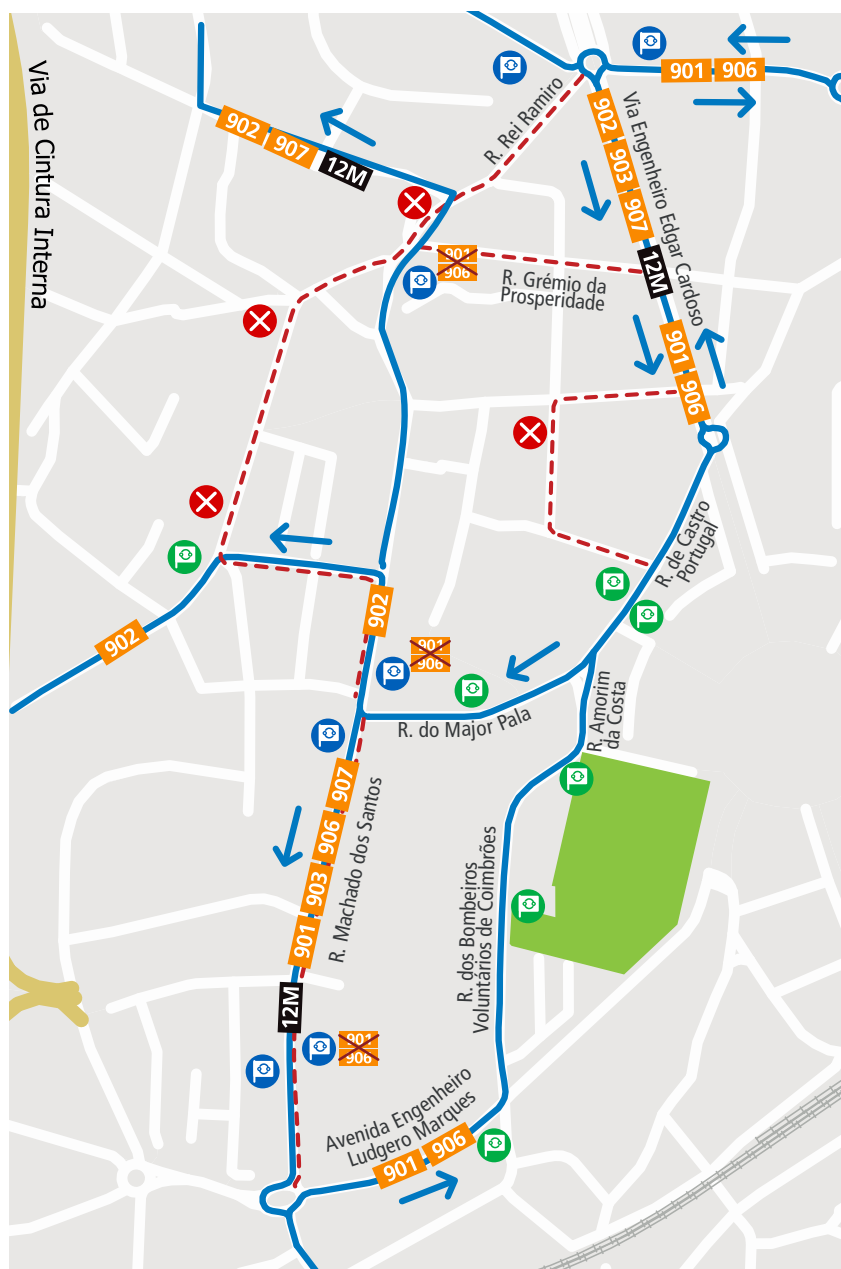 Via de Cintura Interna
901 906
R. Rei Ramiro
902 907 12M
902 903 907 12M
Via Engenheiro Edgar Cardoso
901
906
R. Grémio da
Prosperidade
901 906
R. de Castro
Portugal
902
902
901
906
R. do Major Pala
R. Amorim
da Costa
901 903 906 907
R. Machado dos Santos
12M
R. dos Bombeiros
Voluntários de Coimbrões
901
906
Avenida Engenheiro
Ludgero Marques
901 906